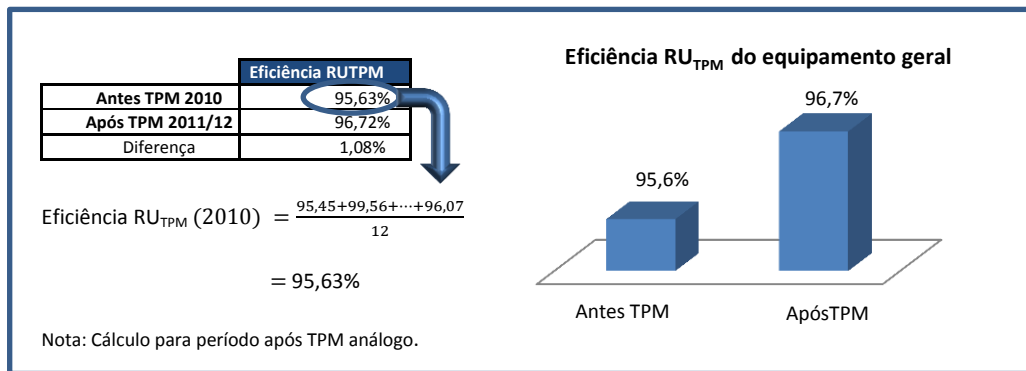 Eficiência RUTPM
Antes TPM 2010 95,63%
Após TPM 2011/12 96,72%
Diferença 1,08%
Eficiência RU_TPM (2010) = (95,45+99,56+⋯+96,07)/12
= 95,63%
Nota: Cálculo para período após TPM análogo.
Eficiência RU_TPM do equipamento geral
96,7%
95,6%
Antes TPM
ApósTPM